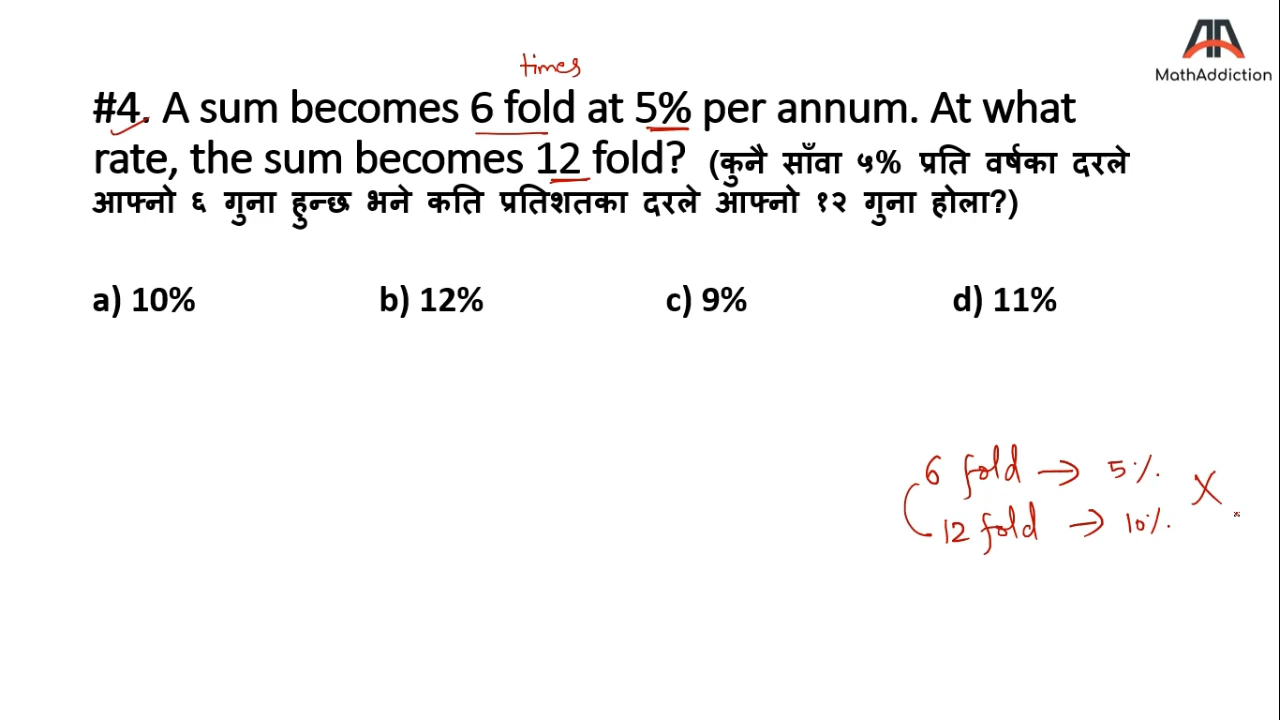 MathAddiction
times
#4. A sum becomes 6 fold at 5% per annum. At what
rate, the sum becomes 12 fold? (कुनै साँवा ५% प्रति वर्षका दरले
आफ्नो ६ गुना हुन्छ भने कति प्रतिशतका दरले आफ्नो १२ गुना होला?)
a) 10% b) 12% c) 9% d) 11%
6 fold → 5% X
12 fold → 10%